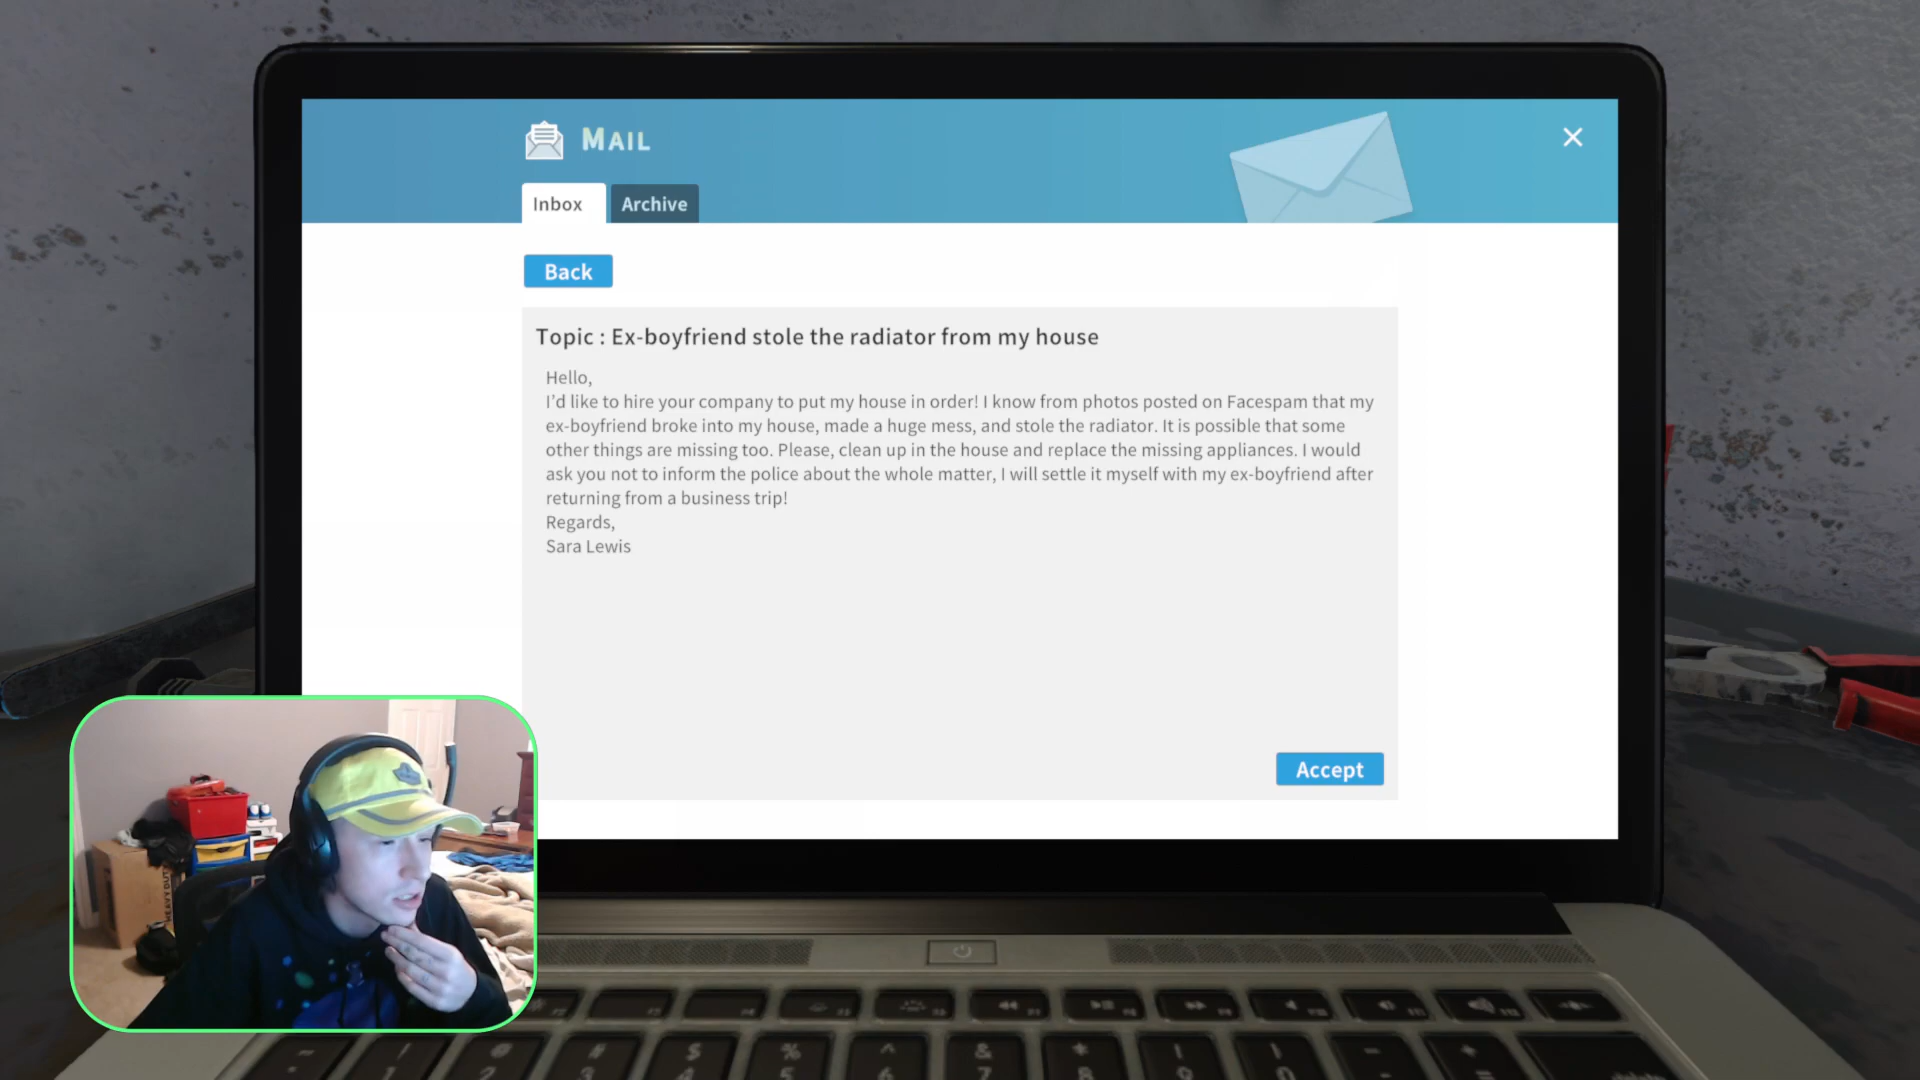 MAIL
Inbox
Archive
Back
Topic : Ex-boyfriend stole the radiator from my house
Hello,
I'd like to hire your company to put my house in order! I know from photos posted on Facespam that my
ex-boyfriend broke into my house, made a huge mess, and stole the radiator. It is possible that some
other things are missing too. Please, clean up in the house and replace the missing appliances. I would
ask you not to inform the police about the whole matter, I will settle it myself with my ex-boyfriend after
returning from a business trip!
Regards,
Sara Lewis
Accept